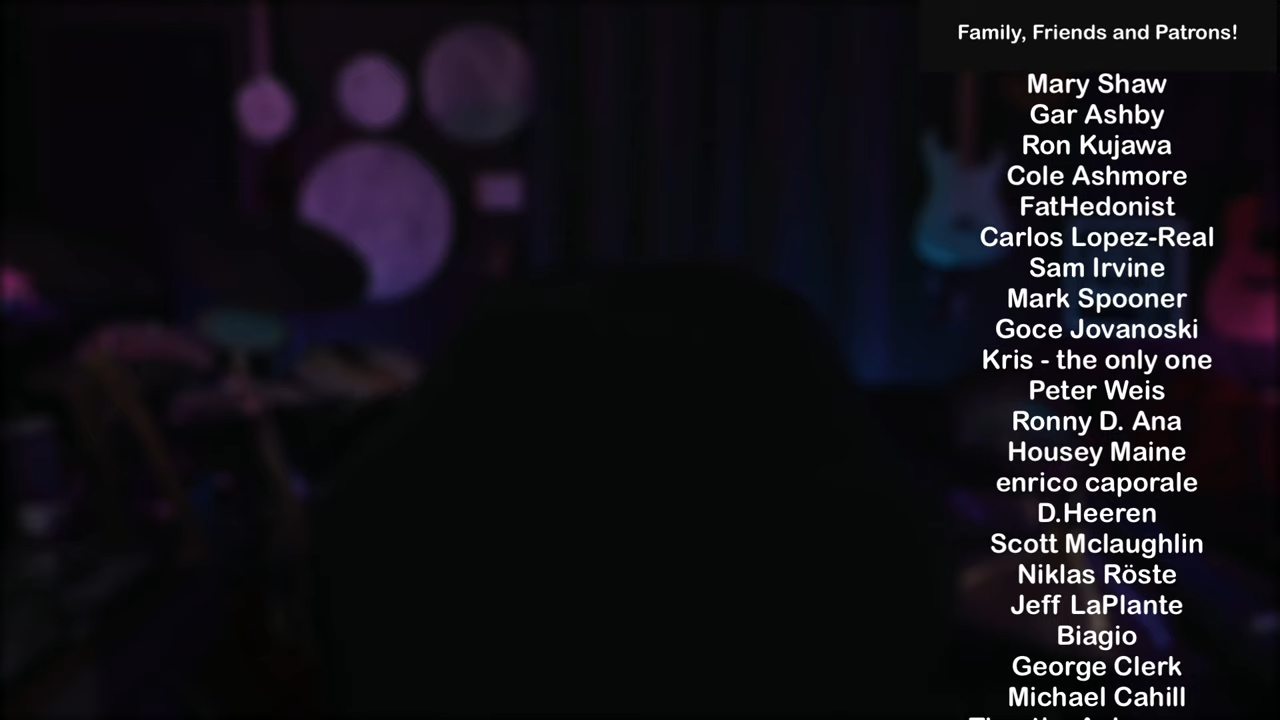 Family, Friends and Patrons!
Mary Shaw
Gar Ashby
Ron Kujawa
Cole Ashmore
FatHedonist
Carlos Lopez-Real
Sam Irvine
Mark Spooner
Goce Jovanoski
Kris - the only one
Peter Weis
Ronny D. Ana
Housey Maine
enrico caporale
D.Heeren
Scott Mclaughlin
Niklas Röste
Jeff LaPlante
Biagio
George Clerk
Michael Cahill